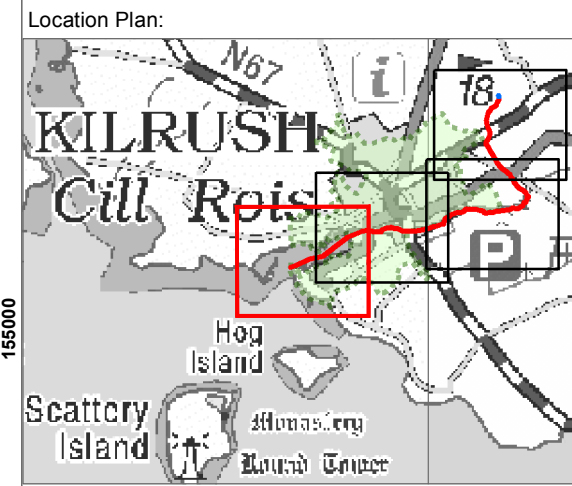 Location Plan:
N67
i
18
KILRUSH
Cill Rois
P
155000
Hog
Island
Scattery
Island
Monastery
Round Tower